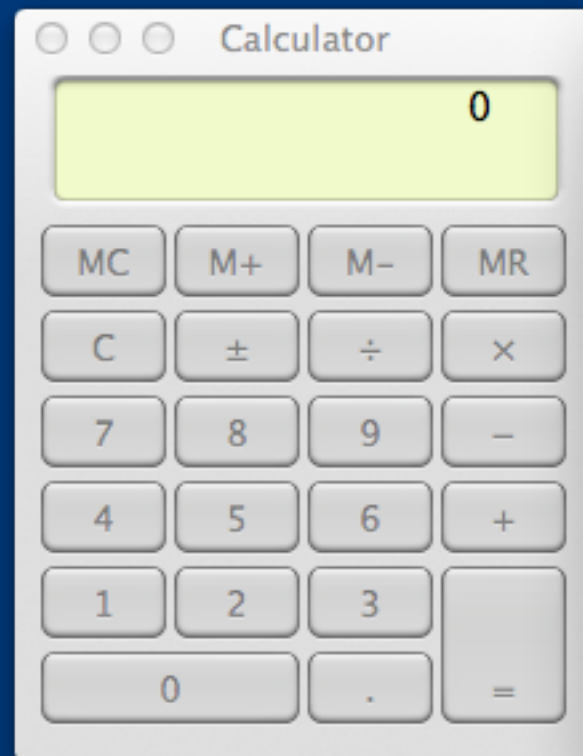 Calculator
0
MC M+ M- MR
C ± ÷ ×
7 8 9 −
4 5 6 +
1 2 3
0 . =